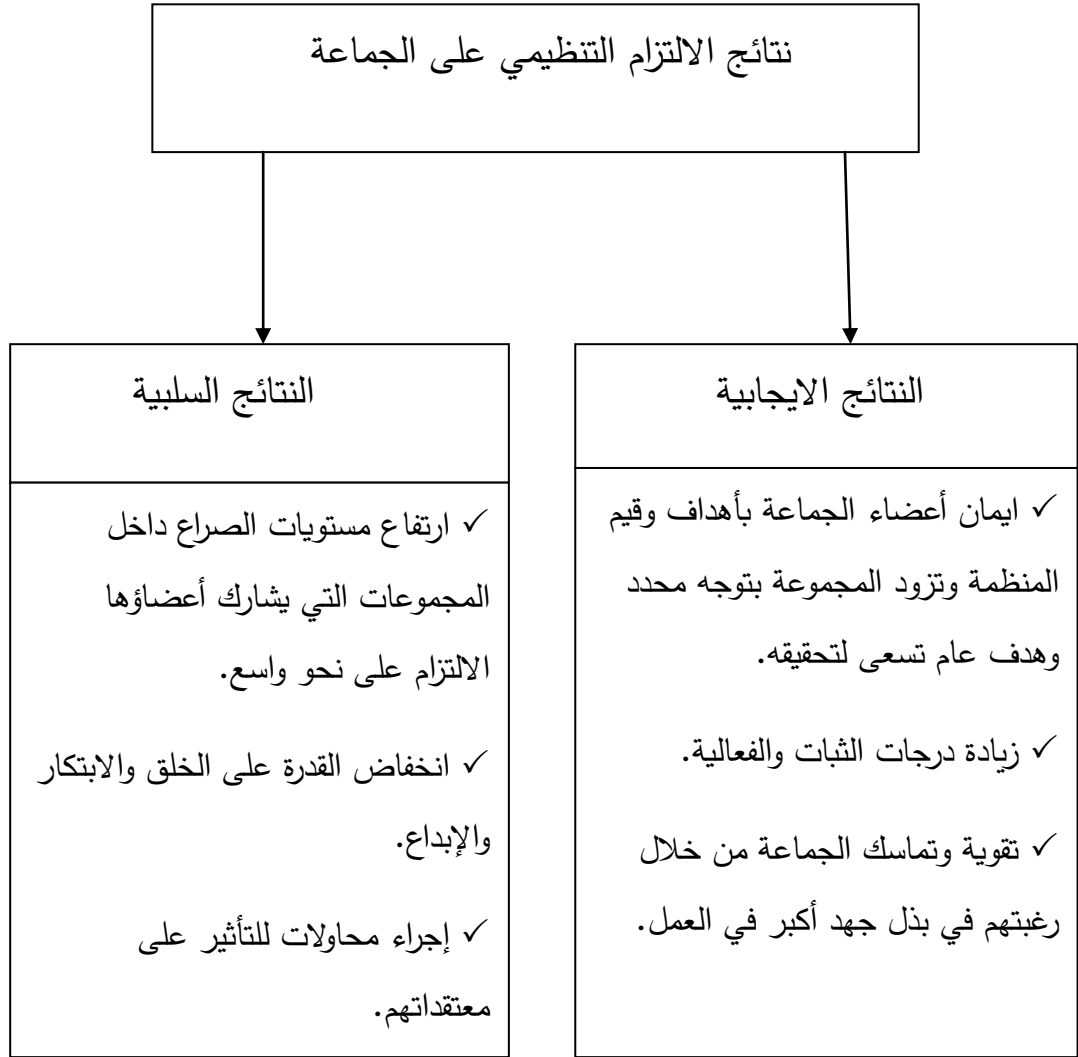 نتائج الالتزام التنظيمي على الجماعة
النتائج الايجابية
✓ ايمان أعضاء الجماعة بأهداف وقيم
المنظمة وتزود المجموعة بتوجه محدد
وهدف عام تسعى لتحقيقه.
✓ زيادة درجات الثبات والفعالية.
✓ تقوية وتماسك الجماعة من خلال
رغبتهم في بذل جهد أكبر في العمل.
النتائج السلبية
✓ ارتفاع مستويات الصراع داخل
المجموعات التي يشارك أعضاؤها
الالتزام على نحو واسع.
✓ انخفاض القدرة على الخلق والابتكار
والإبداع.
✓ إجراء محاولات للتأثير على
معتقداتهم.